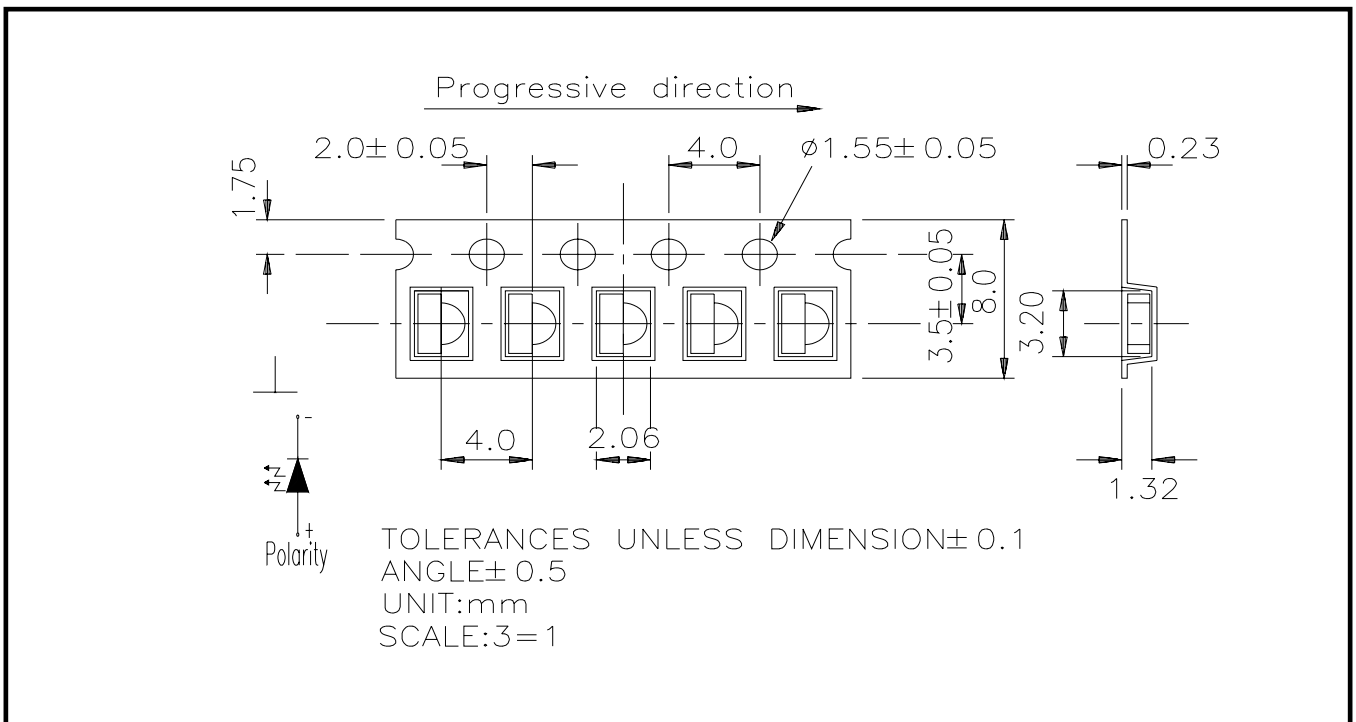 Progressive direction
2.0±0.05
4.0
ø1.55±0.05
0.23
1.75
3.5±0.05
8.0
3.20
4.0
2.06
1.32
-
+
Polarity
TOLERANCES UNLESS DIMENSION±0.1
ANGLE±0.5
UNIT:mm
SCALE:3=1